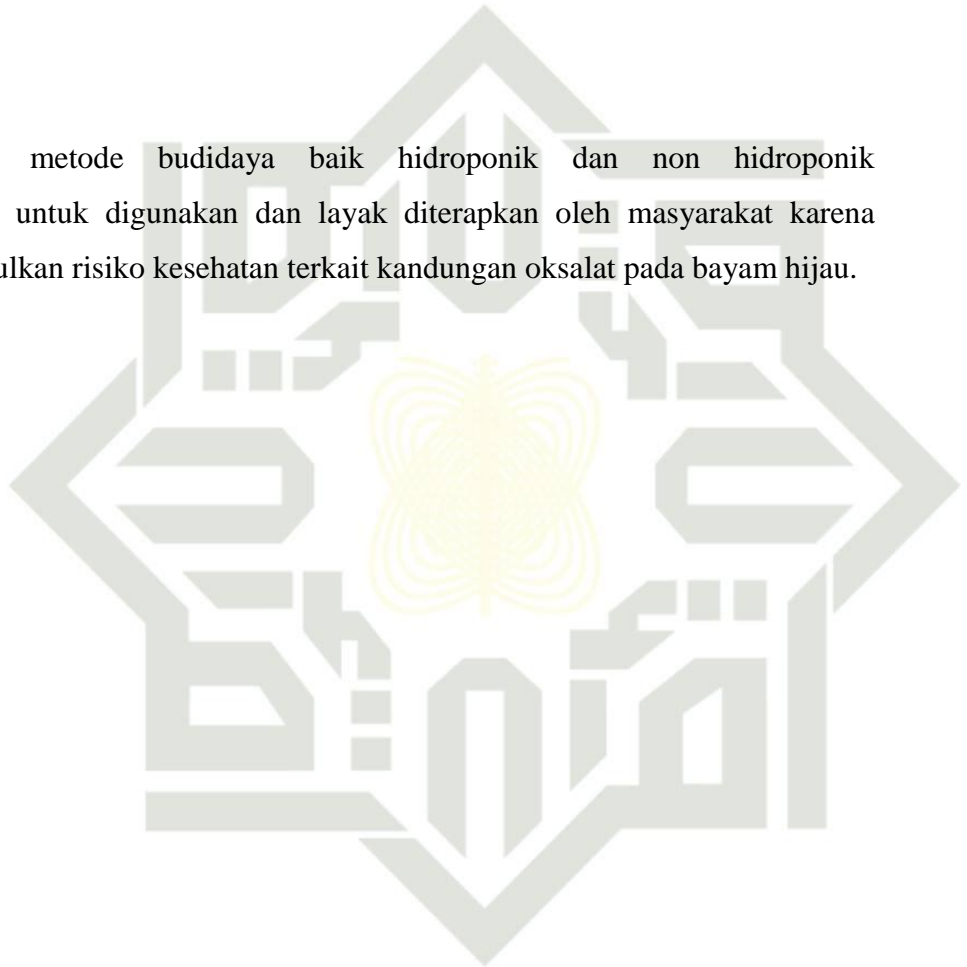 metode budidaya baik hidroponik dan non hidroponik
untuk digunakan dan layak diterapkan oleh masyarakat karena
ulkan risiko kesehatan terkait kandungan oksalat pada bayam hijau.